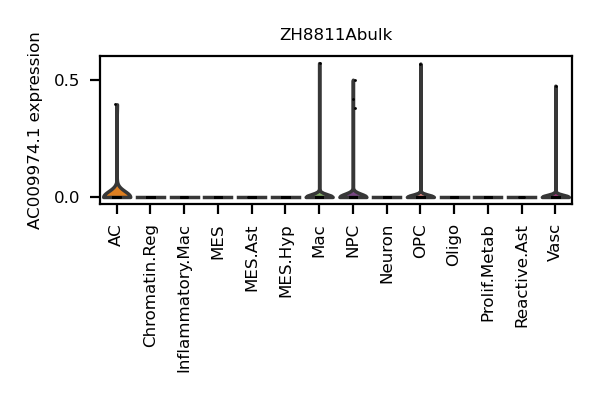 ZH8811Abulk
AC009974.1 expression
0.5
0.0
AC
Chromatin.Reg
Inflammatory.Mac
MES
MES.Ast
MES.Hyp
Mac
NPC
Neuron
OPC
Oligo
Prolif.Metab
Reactive.Ast
Vasc